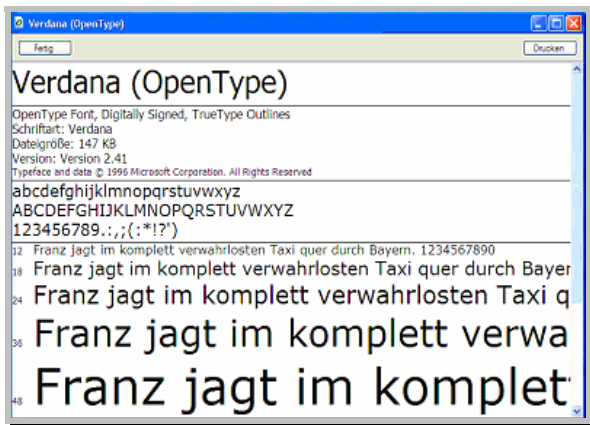 Verdana (OpenType)
Fertig
Drucken
Verdana (OpenType)
OpenType Font, Digitally Signed, TrueType Outlines
Schriftart: Verdana
Dateigröße: 147 KB
Version: Version 2.41
Typeface and data © 1996 Microsoft Corporation. All Rights Reserved
abcdefghijklmnopqrstuvwxyz
ABCDEFGHIJKLMNOPQRSTUVWXYZ
123456789.:,;(:*!?')
12 Franz jagt im komplett verwahrlosten Taxi quer durch Bayern. 1234567890
18 Franz jagt im komplett verwahrlosten Taxi quer durch Bayer
24 Franz jagt im komplett verwahrlosten Taxi q
36 Franz jagt im komplett verwa
48 Franz jagt im komplet